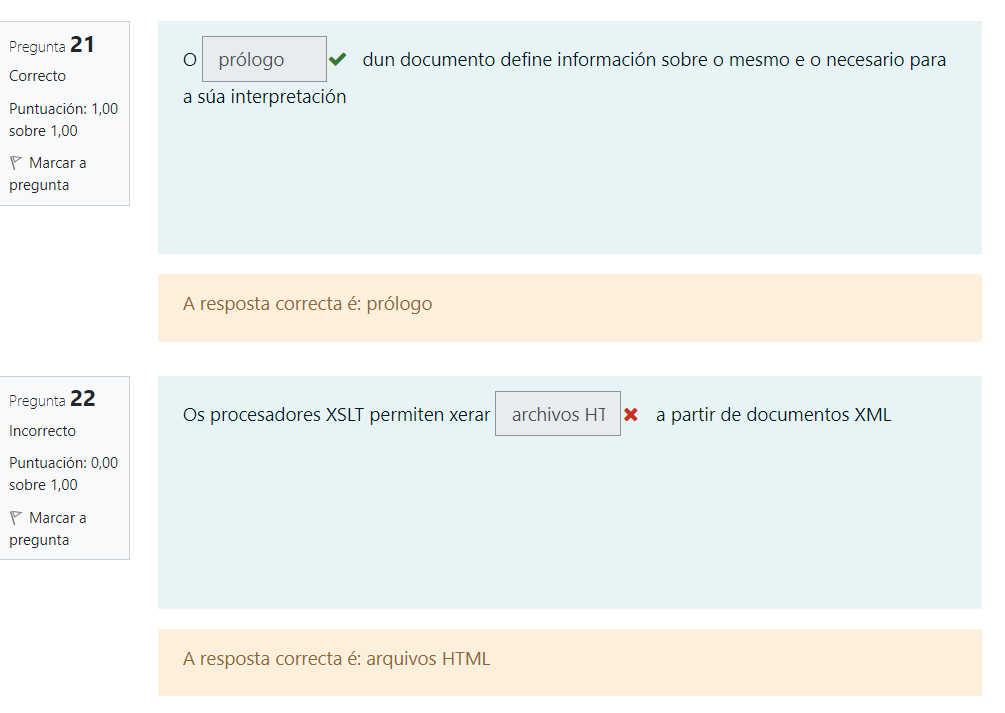 Pregunta 21
Correcto
Puntuación: 1,00
sobre 1,00
Marcar a
pregunta
O prólogo dun documento define información sobre o mesmo e o necesario para
a súa interpretación
A resposta correcta é: prólogo
Pregunta 22
Incorrecto
Puntuación: 0,00
sobre 1,00
Marcar a
pregunta
Os procesadores XSLT permiten xerar archivos HT a partir de documentos XML
A resposta correcta é: arquivos HTML